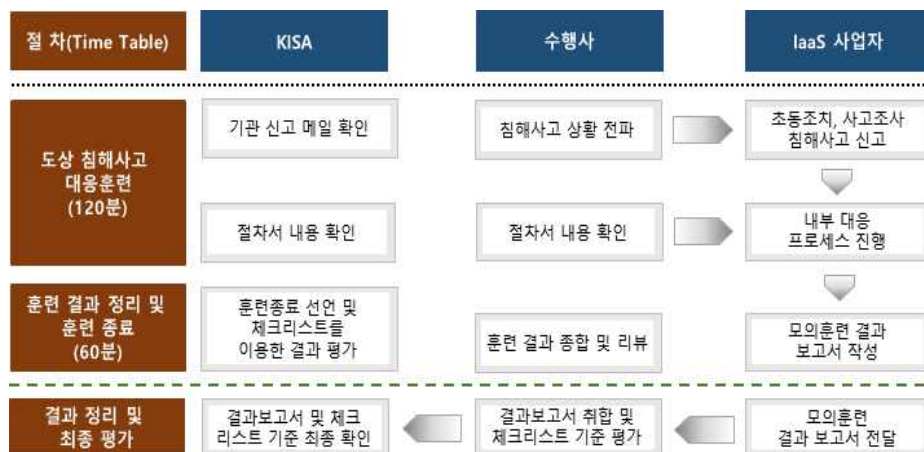 절 차(Time Table)
KISA
수행사
IaaS 사업자
도상 침해사고
대응훈련
(120분)
기관 신고 메일 확인
침해사고 상황 전파
초동조치, 사고조사
침해사고 신고
절차서 내용 확인
절차서 내용 확인
내부 대응
프로세스 진행
훈련 결과 정리 및
훈련 종료
(60분)
훈련종료 선언 및
체크리스트를
이용한 결과 평가
훈련 결과 종합 및 리뷰
모의훈련 결과
보고서 작성
결과 정리 및
최종 평가
결과보고서 및 체크
리스트 기준 최종 확인
결과보고서 취합 및
체크리스트 기준 평가
모의훈련
결과 보고서 전달